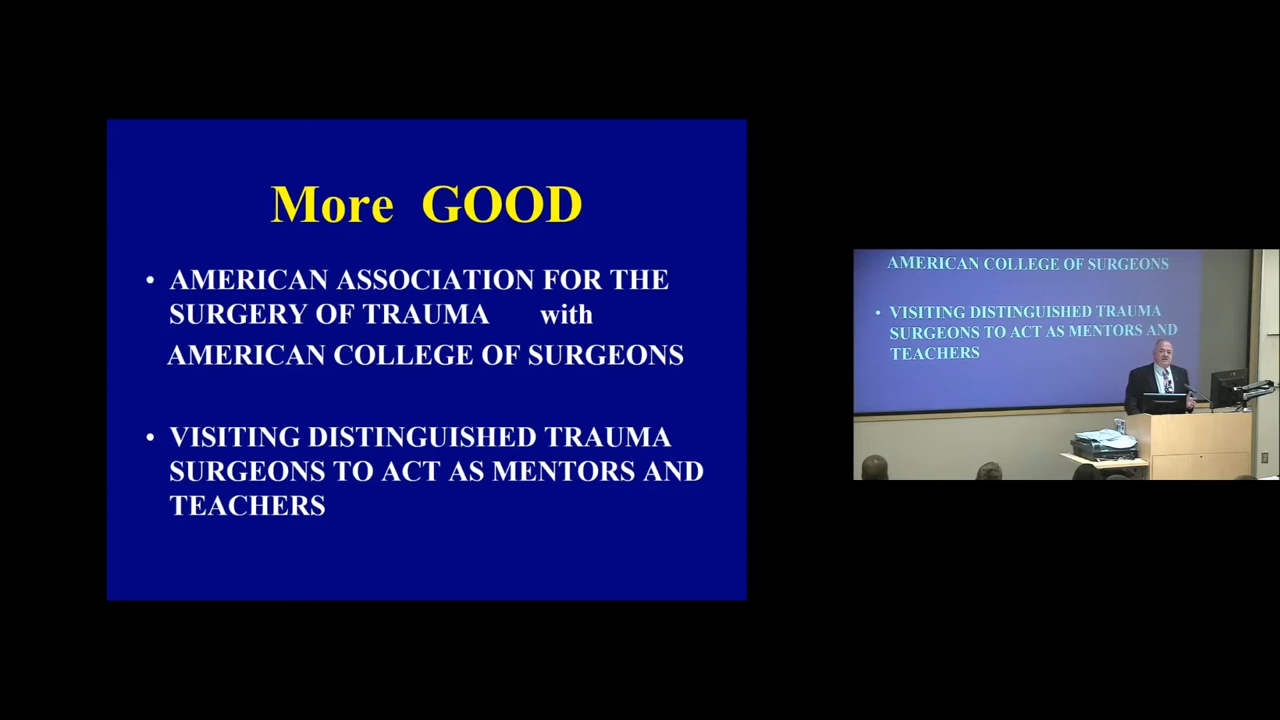 More GOOD
• AMERICAN ASSOCIATION FOR THE
SURGERY OF TRAUMA with
AMERICAN COLLEGE OF SURGEONS
• VISITING DISTINGUISHED TRAUMA
SURGEONS TO ACT AS MENTORS AND
TEACHERS
AMERICAN COLLEGE OF SURGEONS
• VISITING DISTINGUISHED TRAUMA
SURGEONS TO ACT AS MENTORS AND
TEACHERS